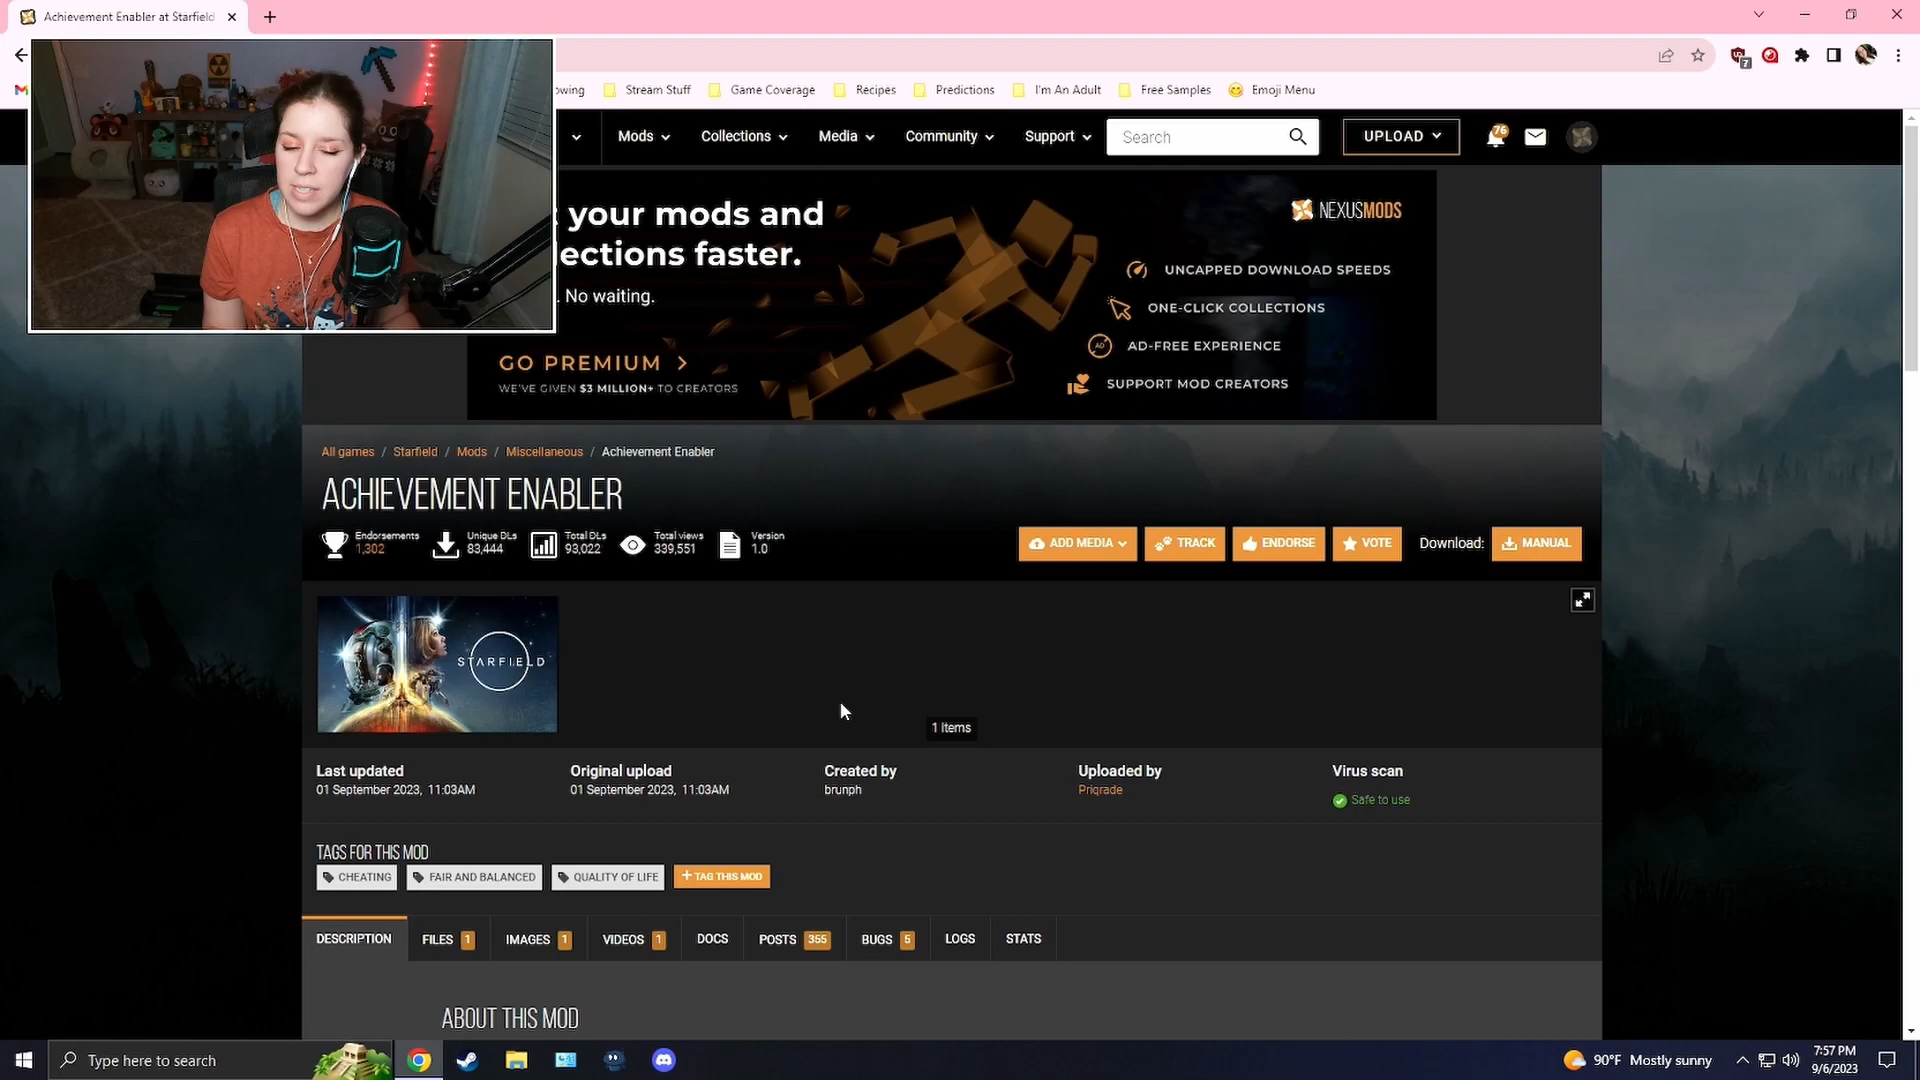 Achievement Enabler at Starfield
7
owing
Stream Stuff
Game Coverage
Recipes
Predictions
I'm An Adult
Free Samples
Emoji Menu
Mods
Collections
Media
Community
Support
Search
UPLOAD
76
your mods and
lections faster.
. No waiting.
GO PREMIUM
WE'VE GIVEN $3 MILLION+ TO CREATORS
NEXUSMODS
UNCAPPED DOWNLOAD SPEEDS
ONE-CLICK COLLECTIONS
AD
AD-FREE EXPERIENCE
SUPPORT MOD CREATORS
All games / Starfield / Mods / Miscellaneous / Achievement Enabler
ACHIEVEMENT ENABLER
Endorsements
1,302
Unique DLs
83,444
Total DLs
93,022
Total views
339,551
Version
1.0
ADD MEDIA
TRACK
ENDORSE
VOTE
Download:
MANUAL
STARFIELD
1 Items
Last updated
01 September 2023, 11:03AM
Original upload
01 September 2023, 11:03AM
Created by
brunph
Uploaded by
Priqrade
Virus scan
Safe to use
TAGS FOR THIS MOD
CHEATING
FAIR AND BALANCED
QUALITY OF LIFE
+ TAG THIS MOD
DESCRIPTION
FILES 1
IMAGES 1
VIDEOS 1
DOCS
POSTS 355
BUGS 5
LOGS
STATS
ABOUT THIS MOD
Type here to search
90°F Mostly sunny
7:57 PM
9/6/2023